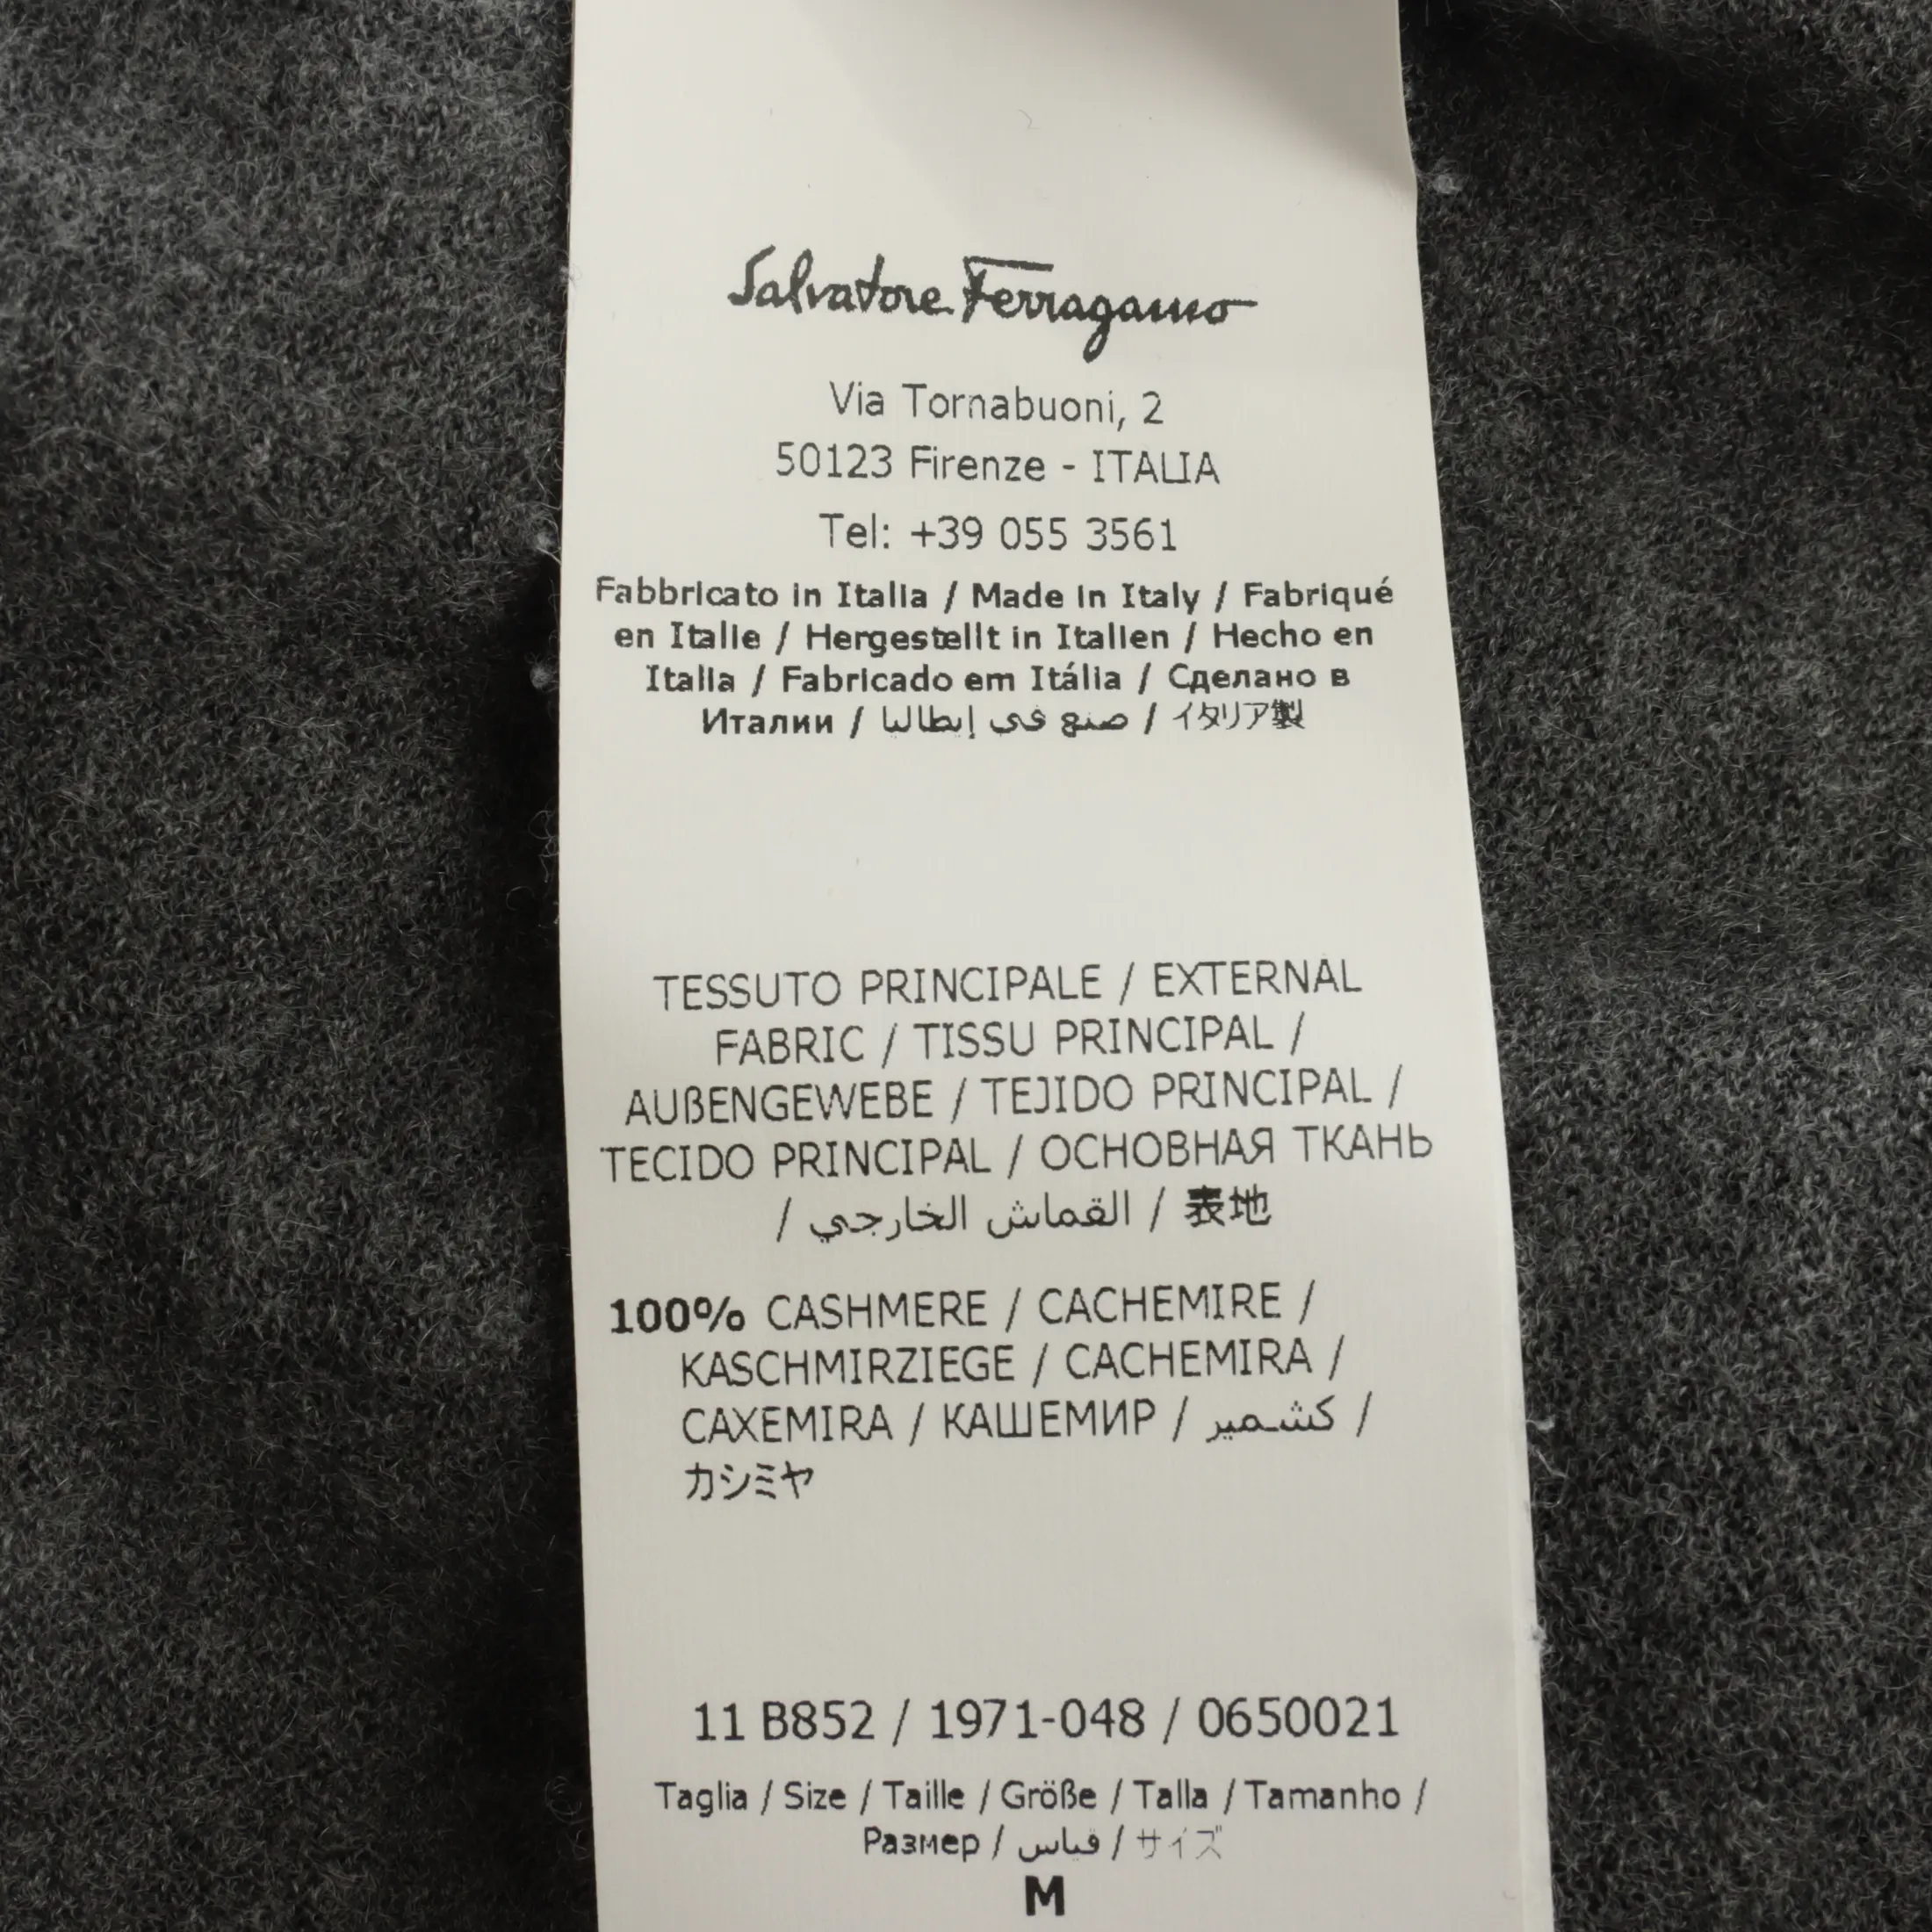 Salvatore Ferragamo
Via Tornabuoni, 2
50123 Firenze - ITALIA
Tel: +39 055 3561
Fabbricato in Italia / Made in Italy / Fabriqué
en Italie / Hergestellt in Italien / Hecho en
Italia / Fabricado em Itália / Сделано в
Италии / صنع في إيطاليا / イタリア製
TESSUTO PRINCIPALE / EXTERNAL
FABRIC / TISSU PRINCIPAL /
AUßENGEWEBE / TEJIDO PRINCIPAL /
TECIDO PRINCIPAL / ОСНОВНАЯ ТКАНЬ
/ القماش الخارجي / 表地
100% CASHMERE / CACHEMIRE /
KASCHMIRZIEGE / CACHEMIRA /
CAXEMIRA / КАШЕМИР / كشمير /
カシミヤ
11 B852 / 1971-048 / 0650021
Taglia / Size / Taille / Größe / Talla / Tamanho /
Размер / قياس / サイズ
M